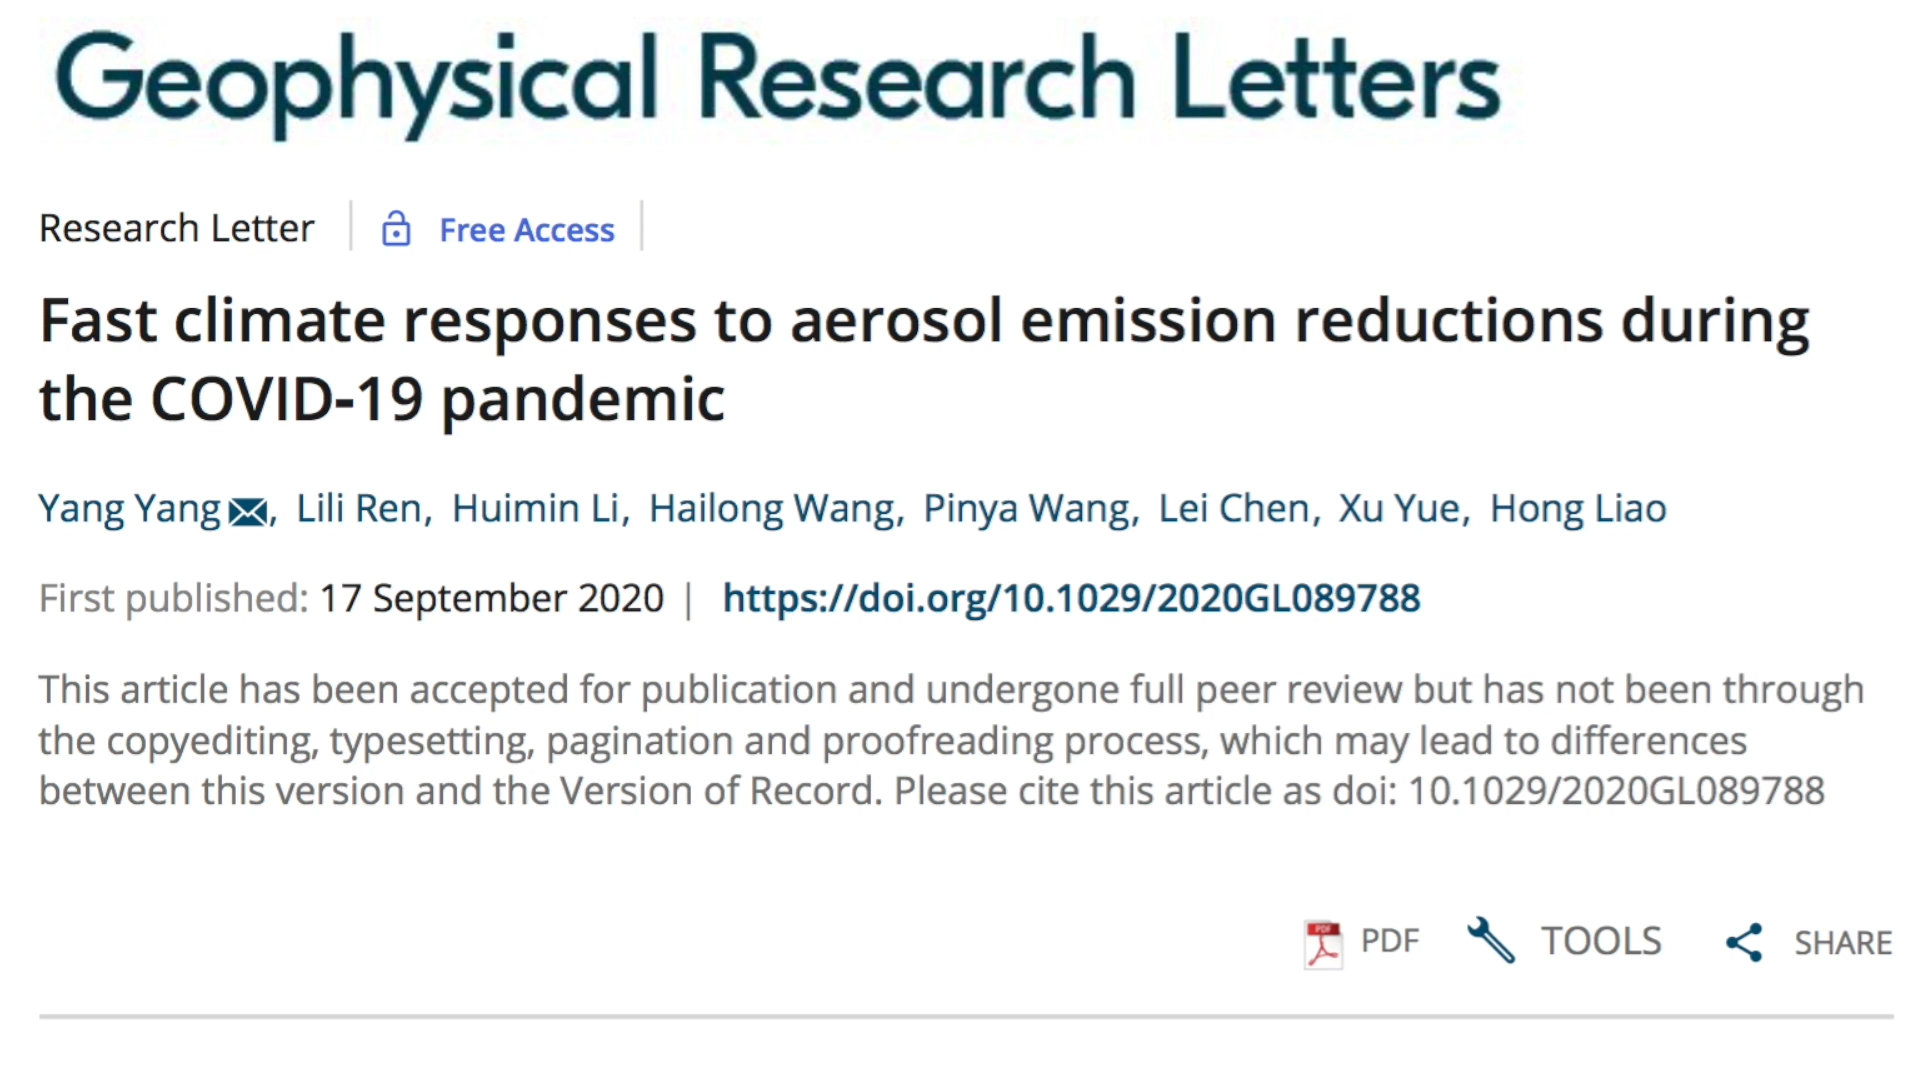 Geophysical Research Letters
Research Letter | Free Access |
Fast climate responses to aerosol emission reductions during
the COVID-19 pandemic
Yang Yang, Lili Ren, Huimin Li, Hailong Wang, Pinya Wang, Lei Chen, Xu Yue, Hong Liao
First published: 17 September 2020 | https://doi.org/10.1029/2020GL089788
This article has been accepted for publication and undergone full peer review but has not been through
the copyediting, typesetting, pagination and proofreading process, which may lead to differences
between this version and the Version of Record. Please cite this article as doi: 10.1029/2020GL089788
PDF PDF TOOLS SHARE